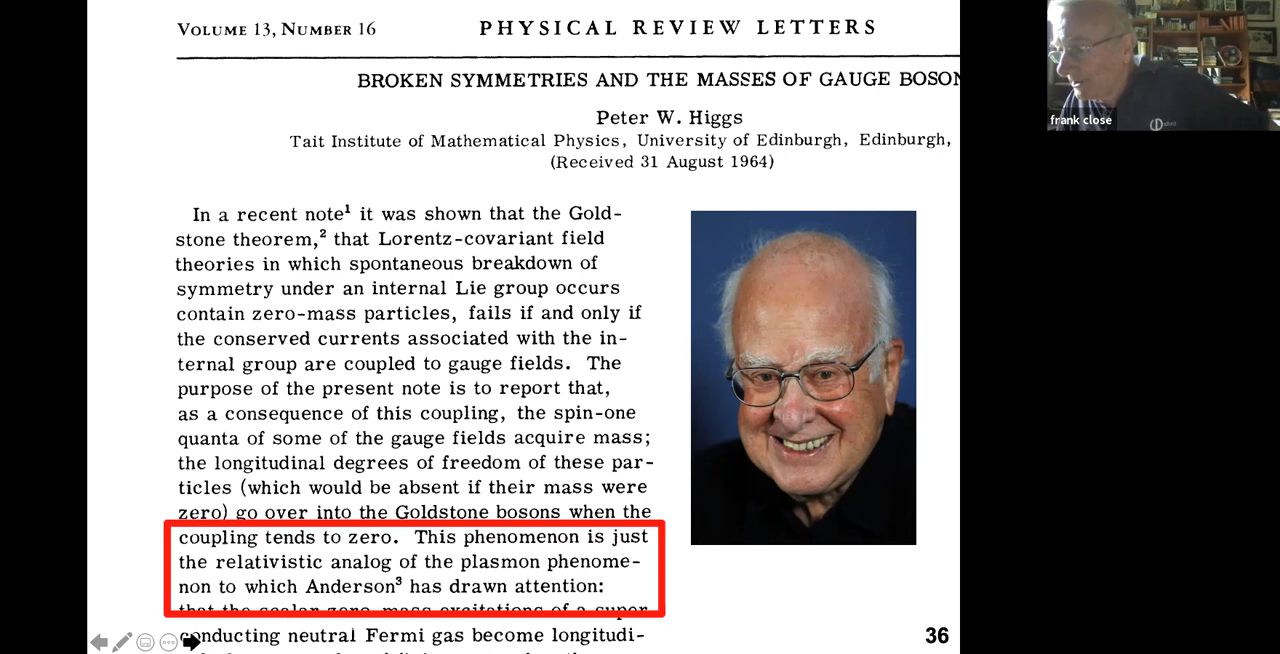 VOLUME 13, NUMBER 16 PHYSICAL REVIEW LETTERS
BROKEN SYMMETRIES AND THE MASSES OF GAUGE BOSON
Peter W. Higgs
Tait Institute of Mathematical Physics, University of Edinburgh, Edinburgh,
(Received 31 August 1964)
In a recent note¹ it was shown that the Gold-
stone theorem,² that Lorentz-covariant field
theories in which spontaneous breakdown of
symmetry under an internal Lie group occurs
contain zero-mass particles, fails if and only if
the conserved currents associated with the in-
ternal group are coupled to gauge fields. The
purpose of the present note is to report that,
as a consequence of this coupling, the spin-one
quanta of some of the gauge fields acquire mass;
the longitudinal degrees of freedom of these par-
ticles (which would be absent if their mass were
zero) go over into the Goldstone bosons when the
coupling tends to zero. This phenomenon is just
the relativistic analog of the plasmon phenome-
non to which Anderson³ has drawn attention:
that the scalar zero-mass excitations of a super-
conducting neutral Fermi gas become longitudi-
36
frank close